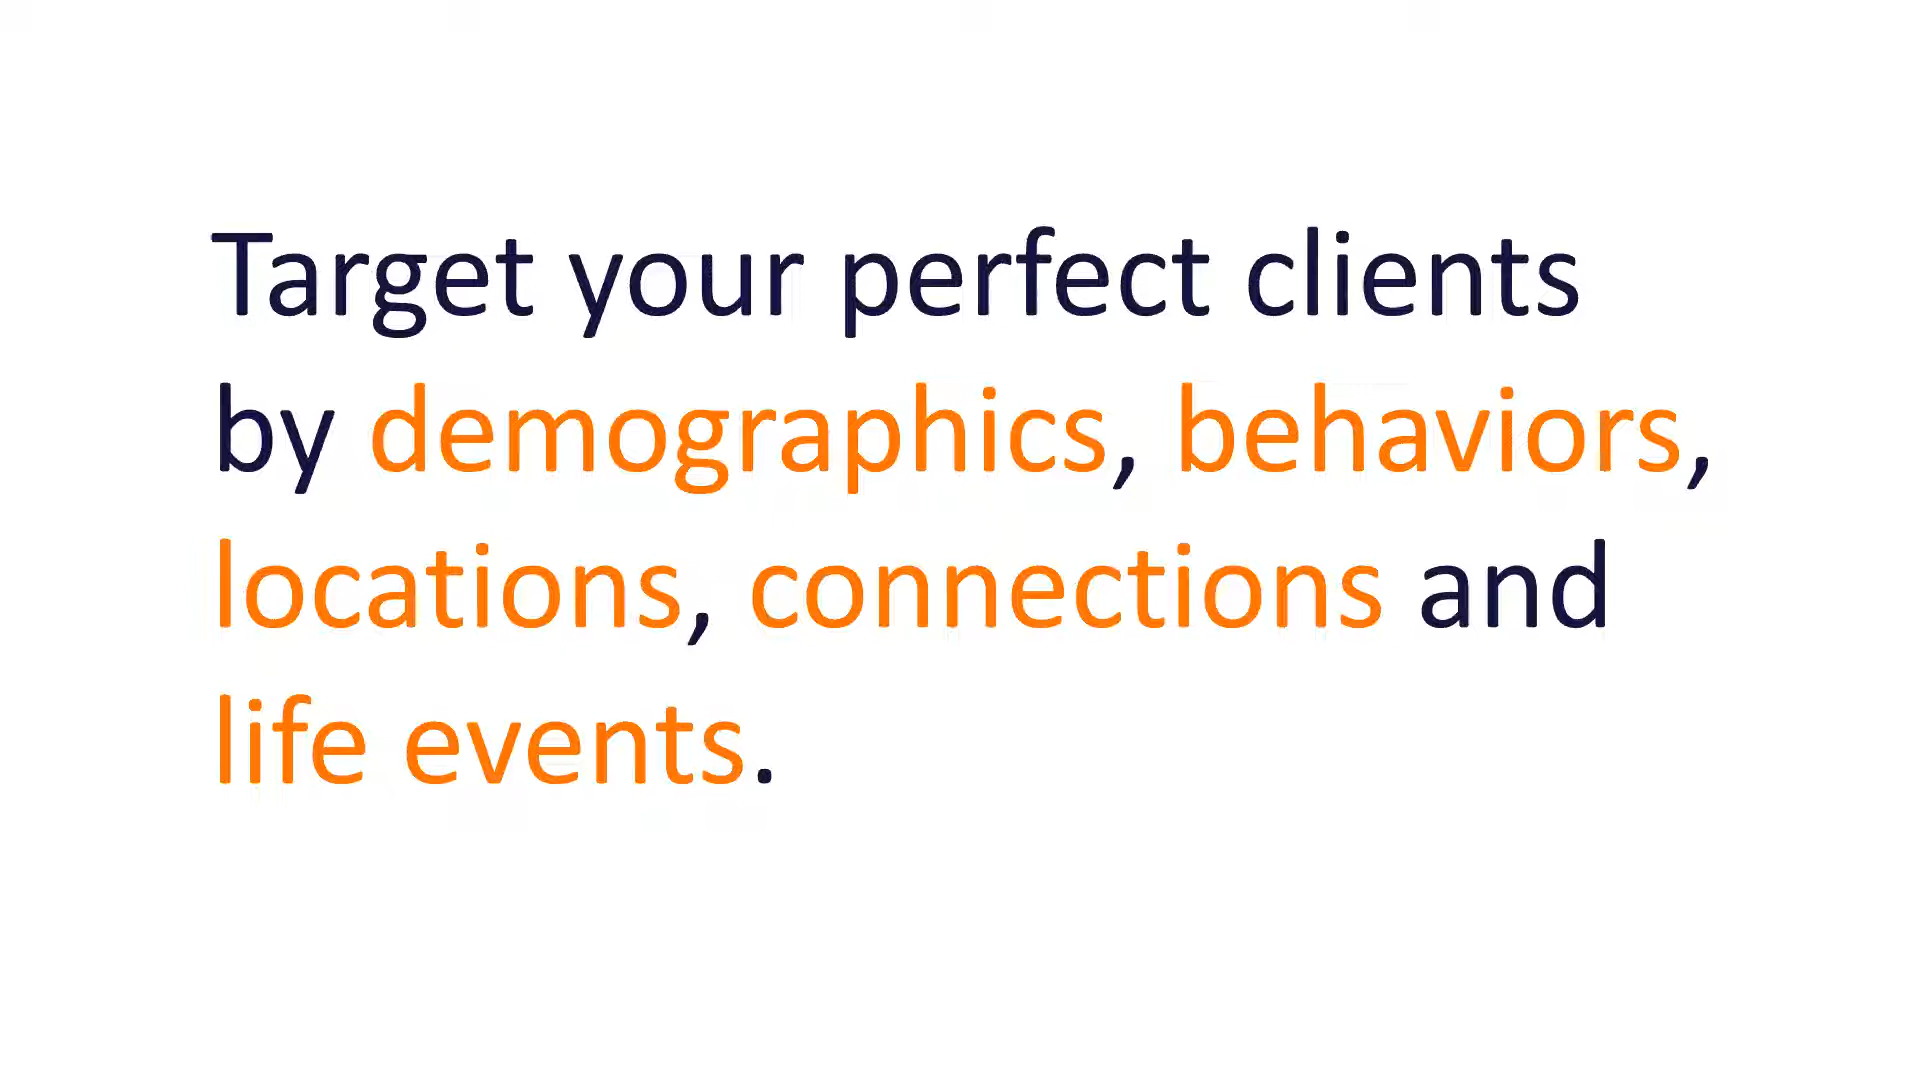 Target your perfect clients
by demographics, behaviors,
locations, connections and
life events.